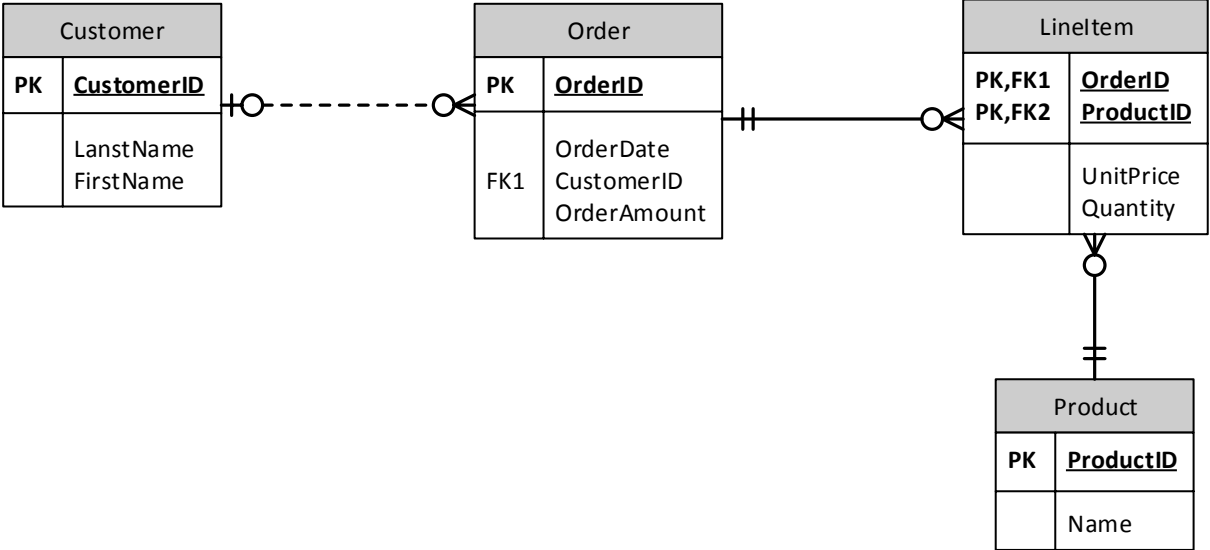 Customer
PK CustomerID
LanstName
FirstName
Order
PK OrderID
OrderDate
FK1 CustomerID
OrderAmount
LineItem
PK,FK1 OrderID
PK,FK2 ProductID
UnitPrice
Quantity
Product
PK ProductID
Name